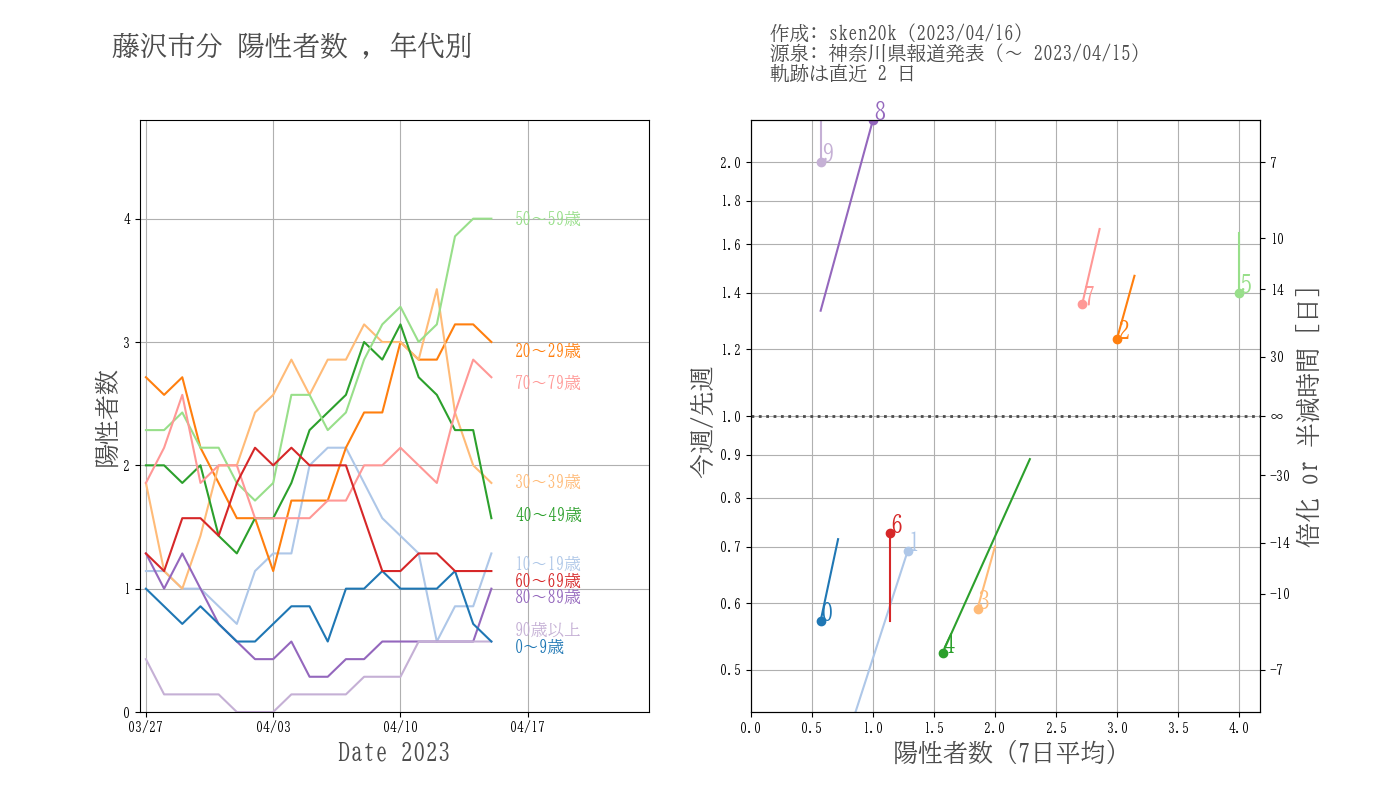 藤沢市分 陽性者数 , 年代別
作成: sken20k (2023/04/16)
源泉: 神奈川県報道発表 (〜 2023/04/15)
軌跡は直近 2 日
陽性者数
4
3
2
1
0
03/27
04/03
04/10
04/17
Date 2023
50〜59歳
20〜29歳
70〜79歳
30〜39歳
40〜49歳
10〜19歳
60〜69歳
80〜89歳
90歳以上
0〜9歳
今週/先週
2.0
1.8
1.6
1.4
1.2
1.0
0.9
0.8
0.7
0.6
0.5
0.0
0.5
1.0
1.5
2.0
2.5
3.0
3.5
4.0
陽性者数 (7日平均)
8
9
7
5
2
6
1
3
0
4
7
10
14
30
∞
-30
-14
-10
-7
倍化 or 半減時間 [日]